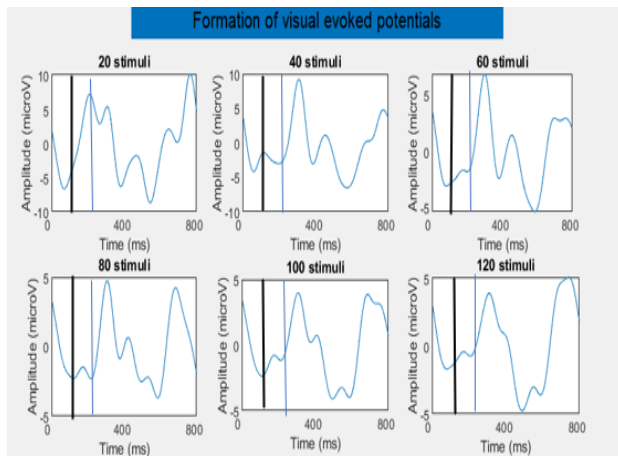 Formation of visual evoked potentials
20 stimuli
40 stimuli
60 stimuli
Amplitude (microV)
10
5
0
-5
-10
0
400
800
Time (ms)
Amplitude (microV)
10
5
0
-5
-10
0
400
800
Time (ms)
Amplitude (microV)
5
0
-5
0
400
800
Time (ms)
80 stimuli
100 stimuli
120 stimuli
Amplitude (microV)
5
0
-5
0
400
800
Time (ms)
Amplitude (microV)
5
0
-5
0
400
800
Time (ms)
Amplitude (microV)
5
0
-5
0
400
800
Time (ms)